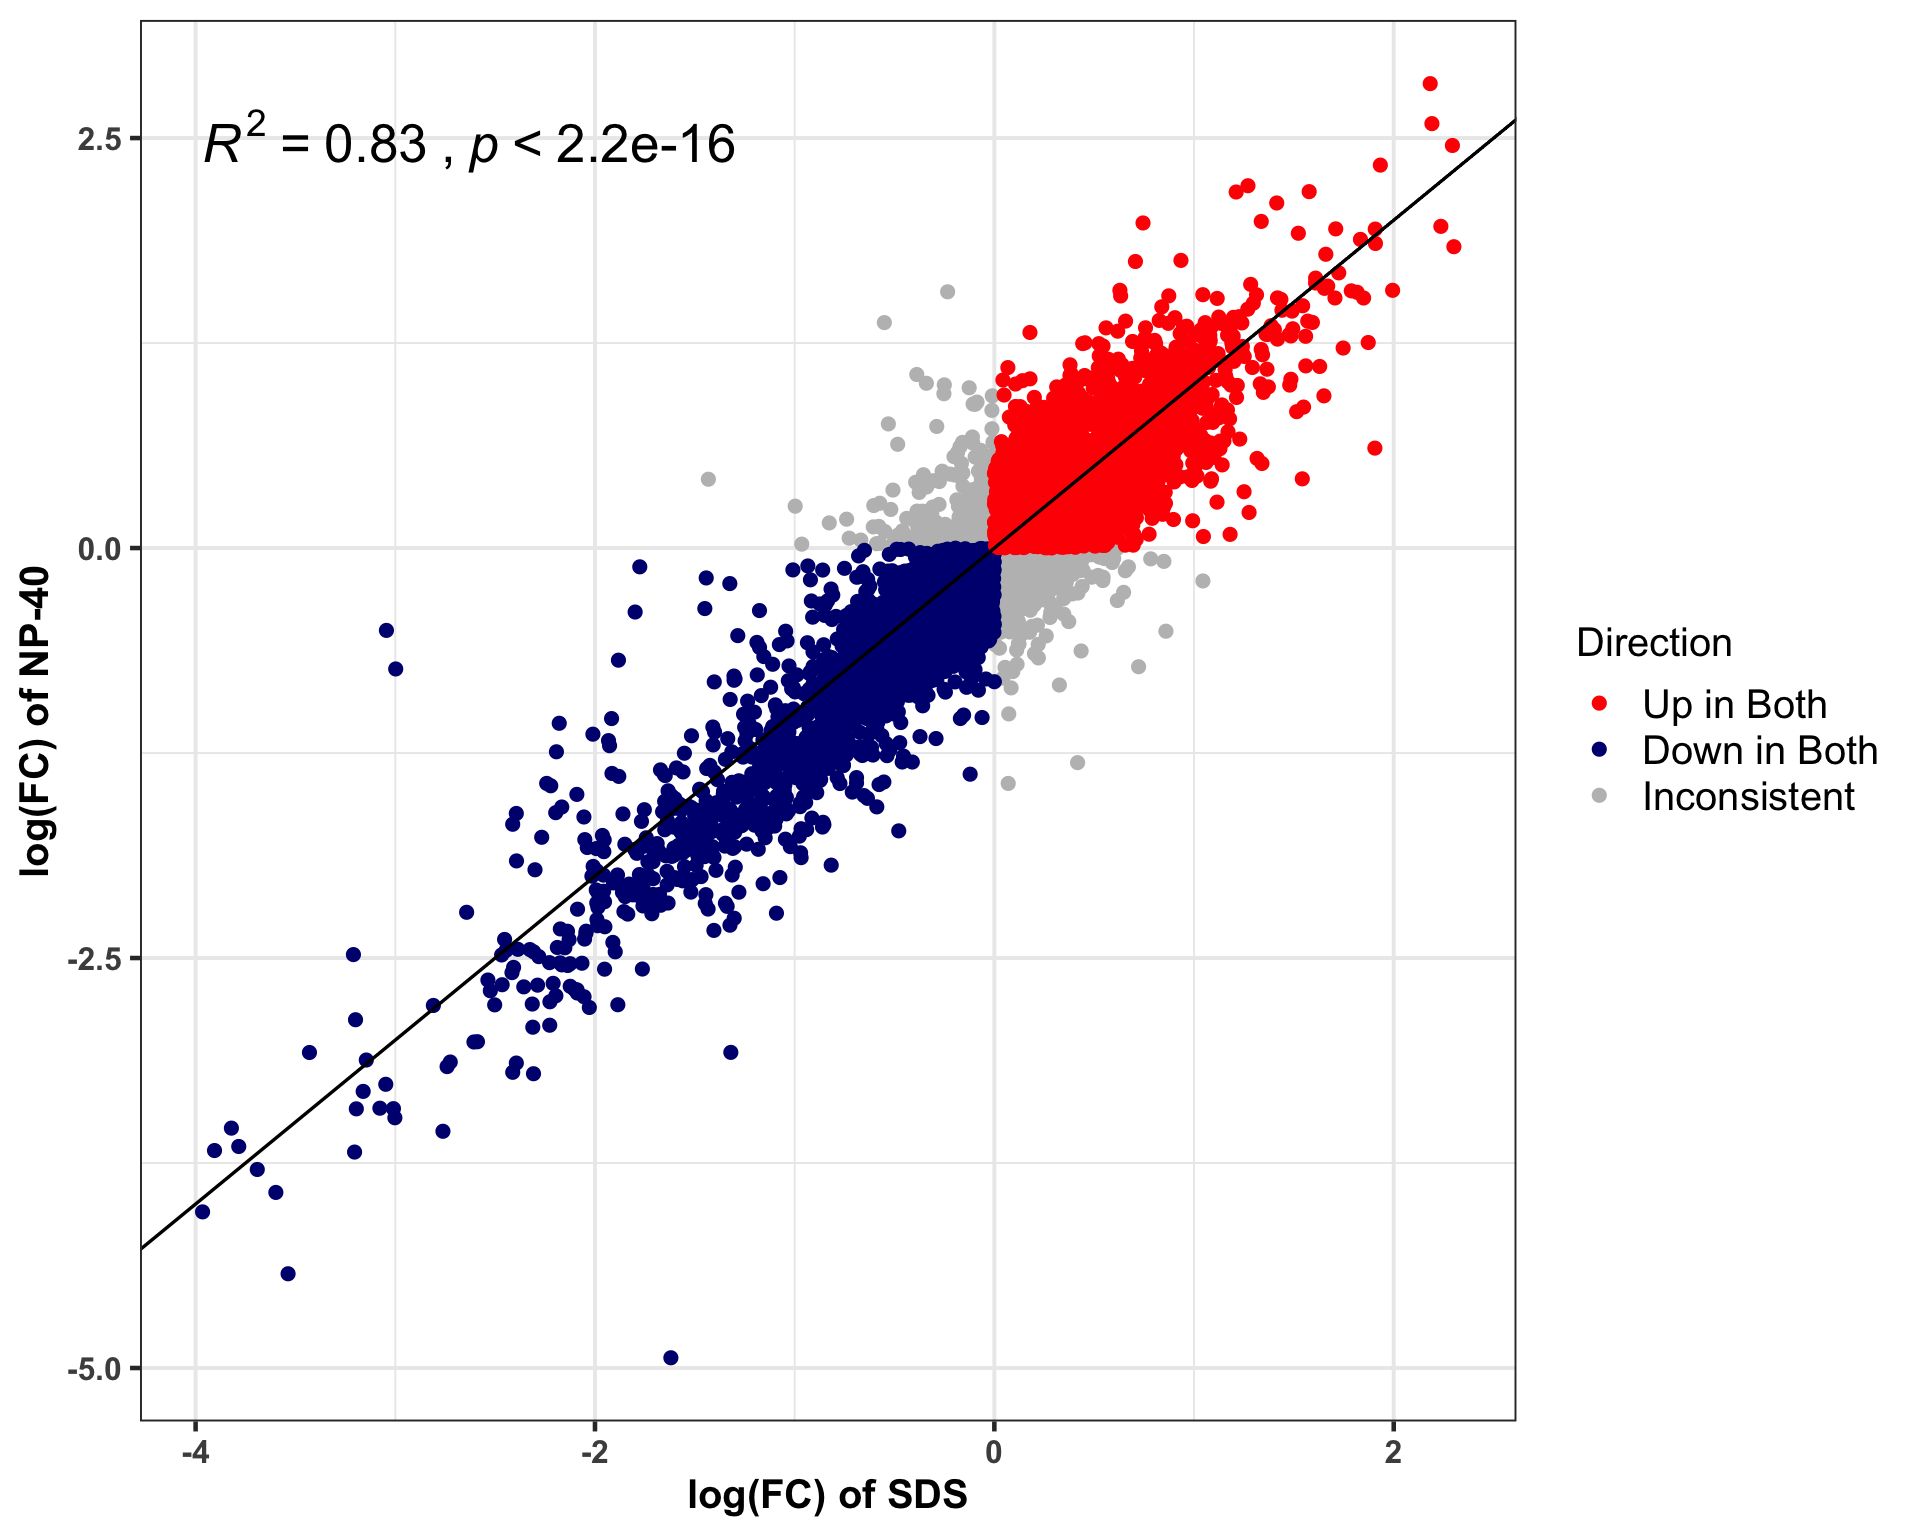 R² = 0.83 , p < 2.2e-16
2.5
0.0
-2.5
-5.0
log(FC) of NP-40
-4
-2
0
2
log(FC) of SDS
Direction
Up in Both
Down in Both
Inconsistent